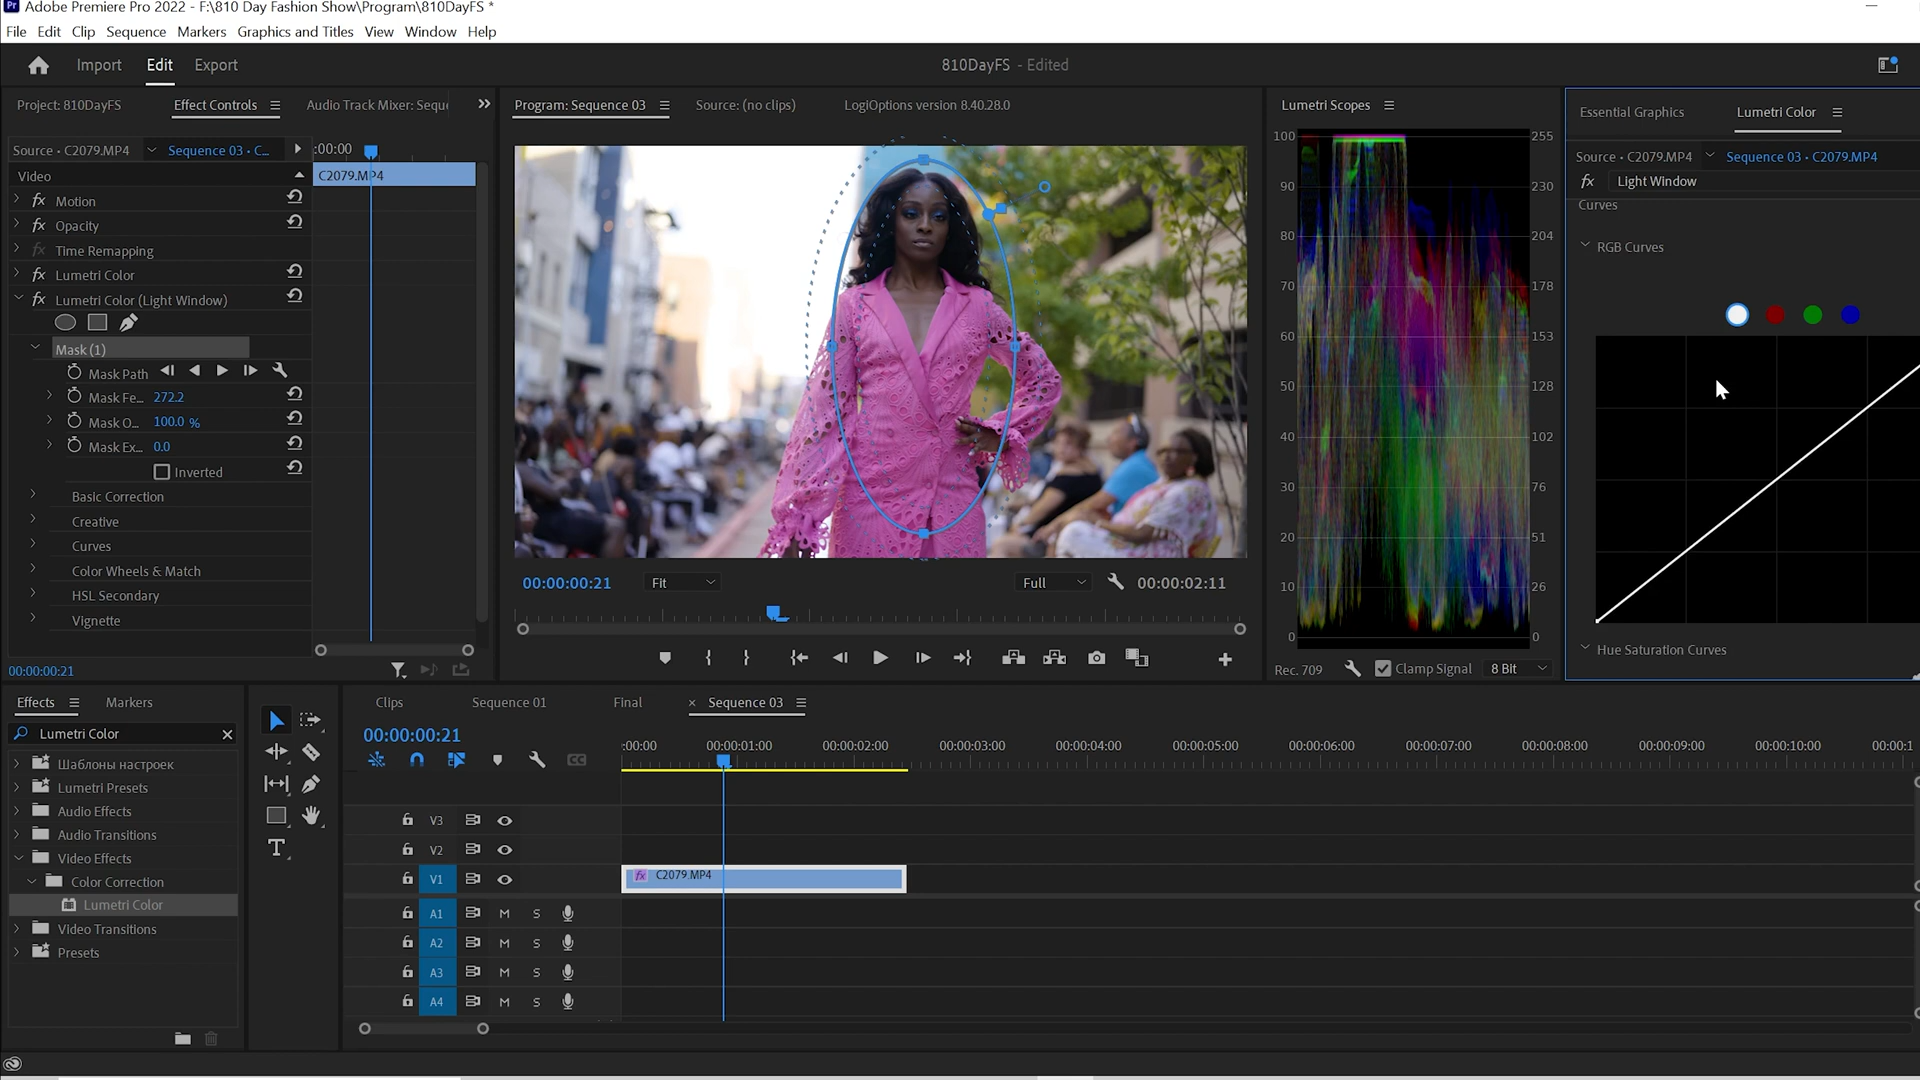 Pr Adobe Premiere Pro 2022 - F:\810 Day Fashion Show\Program\810DayFS *
File Edit Clip Sequence Markers Graphics and Titles View Window Help
Import Edit Export
810DayFS - Edited
Project: 810DayFS Effect Controls Audio Track Mixer: Sequ
Source • C2079.MP4 Sequence 03 • C...
:00:00
Video
C2079.MP4
fx Motion
fx Opacity
fx Time Remapping
fx Lumetri Color
fx Lumetri Color (Light Window)
Mask (1)
Mask Path
Mask Fe... 272.2
Mask O... 100.0 %
Mask Ex... 0.0
Inverted
Basic Correction
Creative
Curves
Color Wheels & Match
HSL Secondary
Vignette
00:00:00:21
Program: Sequence 03 Source: (no clips) LogiOptions version 8.40.28.0
00:00:00:21 Fit Full 00:00:02:11
Lumetri Scopes
100 255
90 230
80 204
70 178
60 153
50 128
40 102
30 76
20 51
10 26
0 0
Rec. 709 Clamp Signal 8 Bit
Essential Graphics Lumetri Color
Source • C2079.MP4 Sequence 03 • C2079.MP4
fx Light Window
Curves
RGB Curves
Hue Saturation Curves
Effects Markers
Lumetri Color
Шаблоны настроек
Lumetri Presets
Audio Effects
Audio Transitions
Video Effects
Color Correction
Lumetri Color
Video Transitions
Presets
T
Clips Sequence 01 Final × Sequence 03
00:00:00:21
CC
:00:00 00:00:01:00 00:00:02:00 00:00:03:00 00:00:04:00 00:00:05:00 00:00:06:00 00:00:07:00 00:00:08:00 00:00:09:00 00:00:10:00 00:00:1
V3
V2
V1
fx C2079.MP4
A1 M S
A2 M S
A3 M S
A4 M S